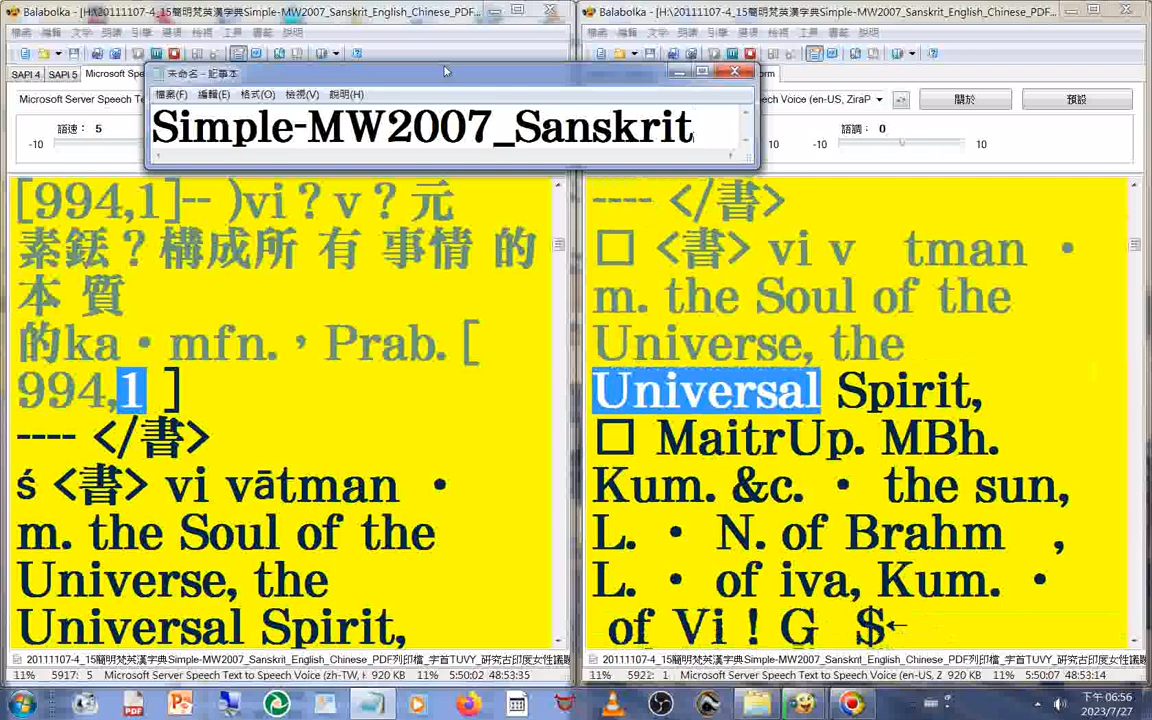 Balabolka - [H:\20111107-4_15簡明梵英漢字典Simple-MW2007_Sanskrit_English_Chinese_PDF...
Balabolka - [H:\20111107-4_15簡明梵英漢字典Simple-MW2007_Sanskrit_English_Chinese_PDF...
SAPI 4
SAPI 5
Microsoft Spe
未命名 - 記事本
檔案(F) 編輯(E) 格式(O) 檢視(V) 說明(H)
Simple-MW2007_Sanskrit
Microsoft Server Speech T
ech Voice (en-US, ZiraP
關於
預設
語速： 5
語調： 0
-10
-10
10
10
[994,1]-- )vi？v？元
素鋐？構成所 有 事情 的
本 質
的ka・mfn.，Prab. [
994,1 ]
---- </書>
ś <書> vi vātman ・
m. the Soul of the
Universe, the
Universal Spirit,
---- </書>
□ <書> vi v tman ・
m. the Soul of the
Universe, the
Universal Spirit,
□ MaitrUp. MBh.
Kum. &c. ・ the sun,
L. ・ N. of Brahm ,
L. ・ of iva, Kum. ・
of Vi ! G $←
20111107-4_15簡明梵英漢字典Simple-MW2007_Sanskrit_English_Chinese_PDF列印檔_字首TUVY_研究古印度女性議題
20111107-4_15簡明梵英漢字典Simple-MW2007_Sanskrit_English_Chinese_PDF列印檔_字首TUVY_研究古印度女性議題
11% 5917: 5 Microsoft Server Speech Text to Speech Voice (zh-TW, H 920 KB 11% 5:50:02 48:53:35
11% 5922: 1 Microsoft Server Speech Text to Speech Voice (en-US, Z 920 KB 11% 5:50:07 48:53:14
下午 06:56
2023/7/27